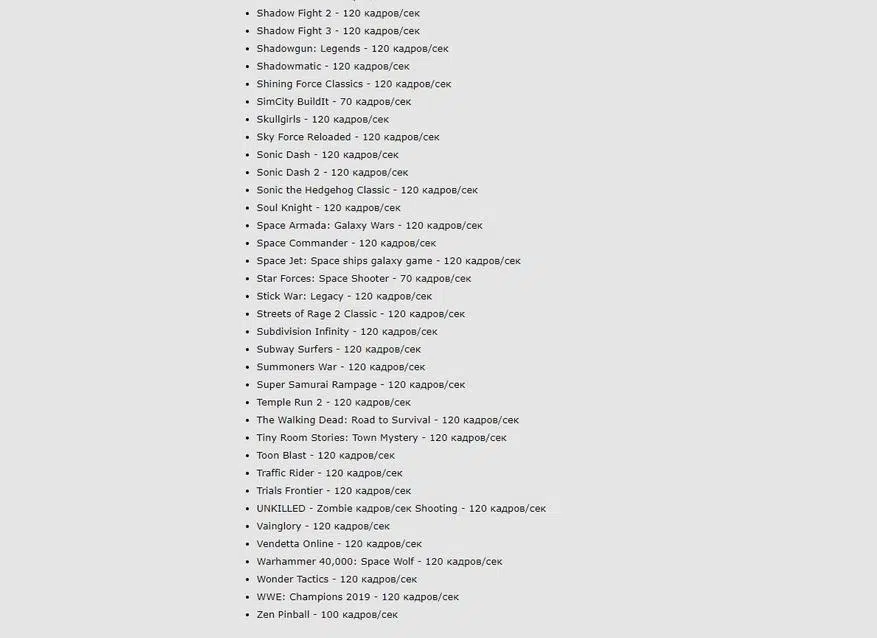 • Shadow Fight 2 - 120 кадров/сек
• Shadow Fight 3 - 120 кадров/сек
• Shadowgun: Legends - 120 кадров/сек
• Shadowmatic - 120 кадров/сек
• Shining Force Classics - 120 кадров/сек
• SimCity BuildIt - 70 кадров/сек
• Skullgirls - 120 кадров/сек
• Sky Force Reloaded - 120 кадров/сек
• Sonic Dash - 120 кадров/сек
• Sonic Dash 2 - 120 кадров/сек
• Sonic the Hedgehog Classic - 120 кадров/сек
• Soul Knight - 120 кадров/сек
• Space Armada: Galaxy Wars - 120 кадров/сек
• Space Commander - 120 кадров/сек
• Space Jet: Space ships galaxy game - 120 кадров/сек
• Star Forces: Space Shooter - 70 кадров/сек
• Stick War: Legacy - 120 кадров/сек
• Streets of Rage 2 Classic - 120 кадров/сек
• Subdivision Infinity - 120 кадров/сек
• Subway Surfers - 120 кадров/сек
• Summoners War - 120 кадров/сек
• Super Samurai Rampage - 120 кадров/сек
• Temple Run 2 - 120 кадров/сек
• The Walking Dead: Road to Survival - 120 кадров/сек
• Tiny Room Stories: Town Mystery - 120 кадров/сек
• Toon Blast - 120 кадров/сек
• Traffic Rider - 120 кадров/сек
• Trials Frontier - 120 кадров/сек
• UNKILLED - Zombie кадров/сек Shooting - 120 кадров/сек
• Vainglory - 120 кадров/сек
• Vendetta Online - 120 кадров/сек
• Warhammer 40,000: Space Wolf - 120 кадров/сек
• Wonder Tactics - 120 кадров/сек
• WWE: Champions 2019 - 120 кадров/сек
• Zen Pinball - 100 кадров/сек